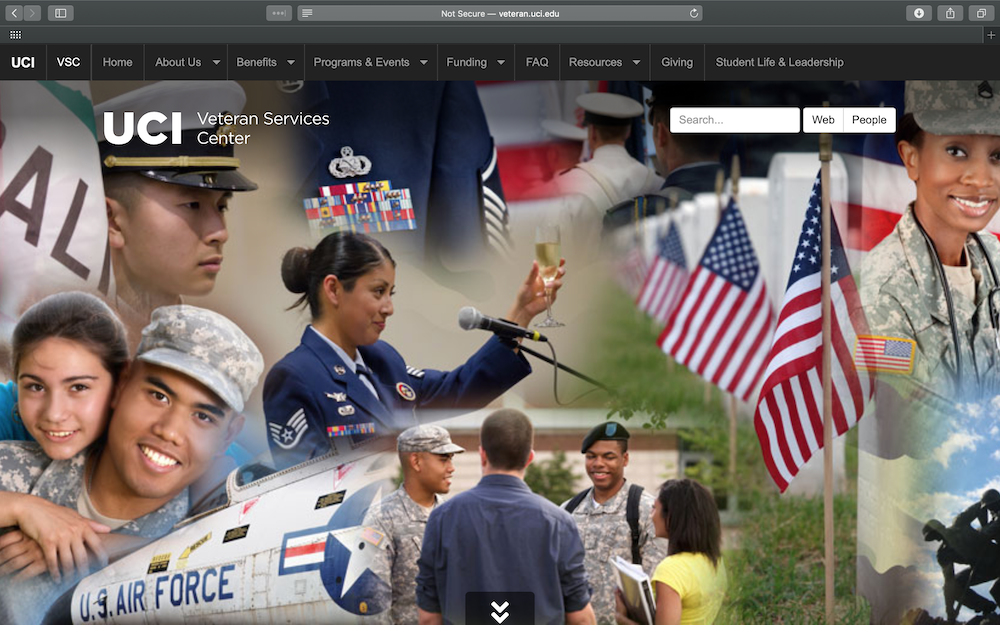 Not Secure — veteran.uci.edu
UCI VSC Home About Us Benefits Programs & Events Funding FAQ Resources Giving Student Life & Leadership
UCI Veteran Services
Center
Search... Web People
AL
U.S. AIR FORCE